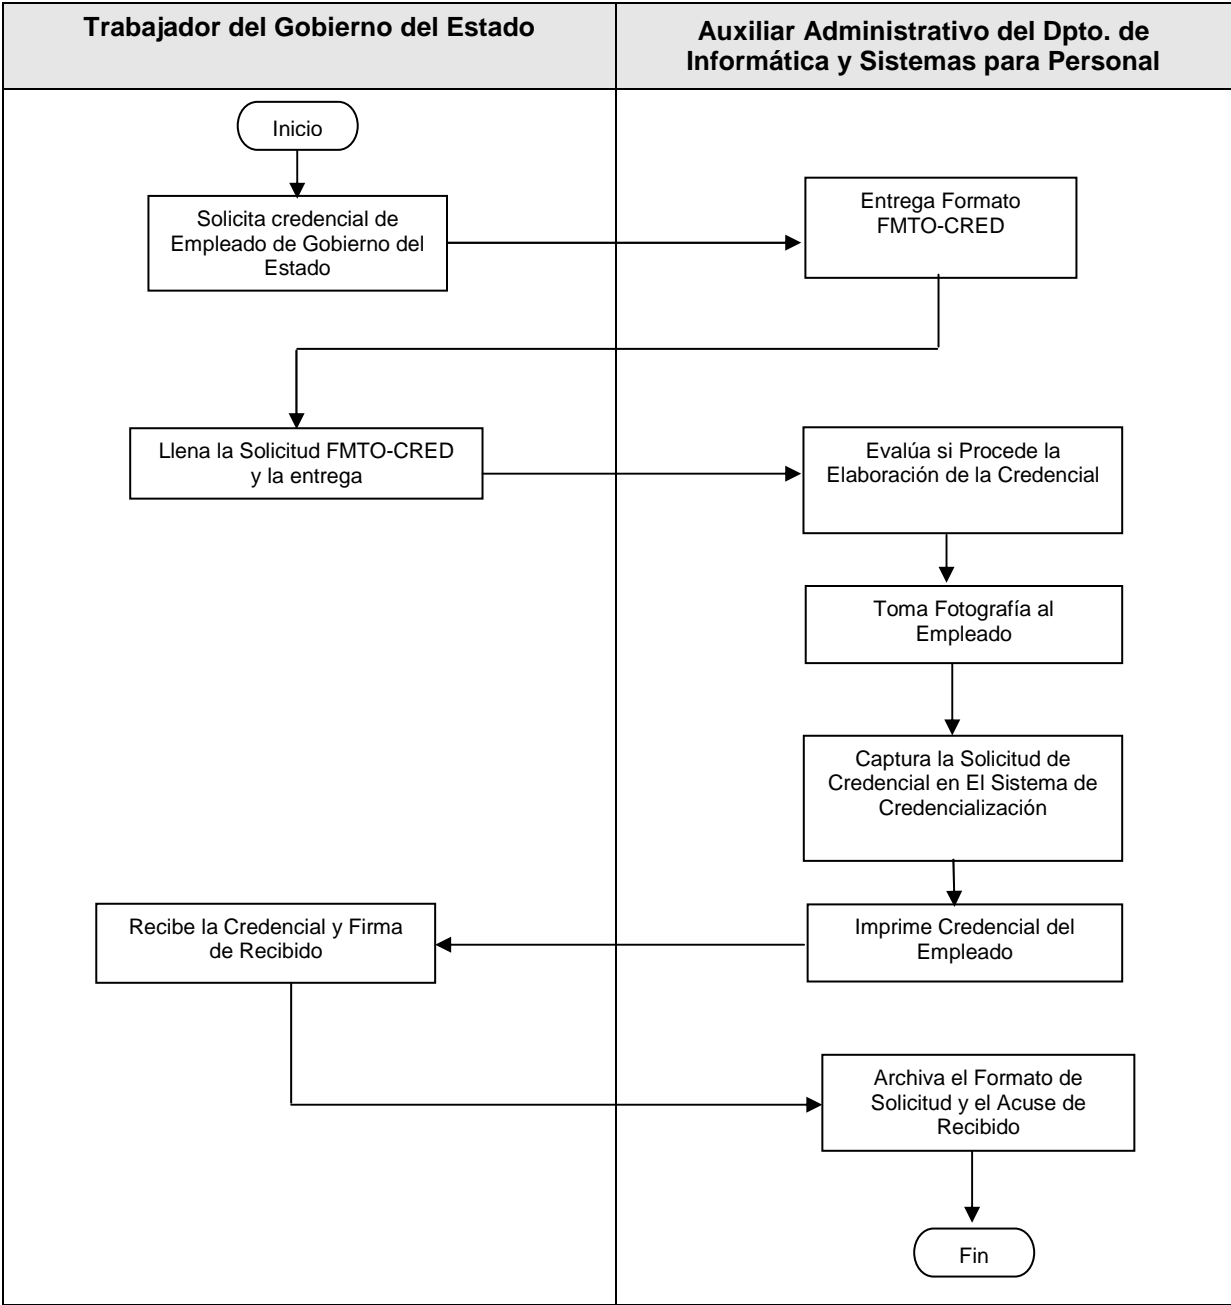 Trabajador del Gobierno del Estado
Auxiliar Administrativo del Dpto. de
Informática y Sistemas para Personal
Inicio
Solicita credencial de
Empleado de Gobierno del
Estado
Entrega Formato
FMTO-CRED
Llena la Solicitud FMTO-CRED
y la entrega
Evalúa si Procede la
Elaboración de la Credencial
Toma Fotografía al
Empleado
Captura la Solicitud de
Credencial en El Sistema de
Credencialización
Imprime Credencial del
Empleado
Recibe la Credencial y Firma
de Recibido
Archiva el Formato de
Solicitud y el Acuse de
Recibido
Fin